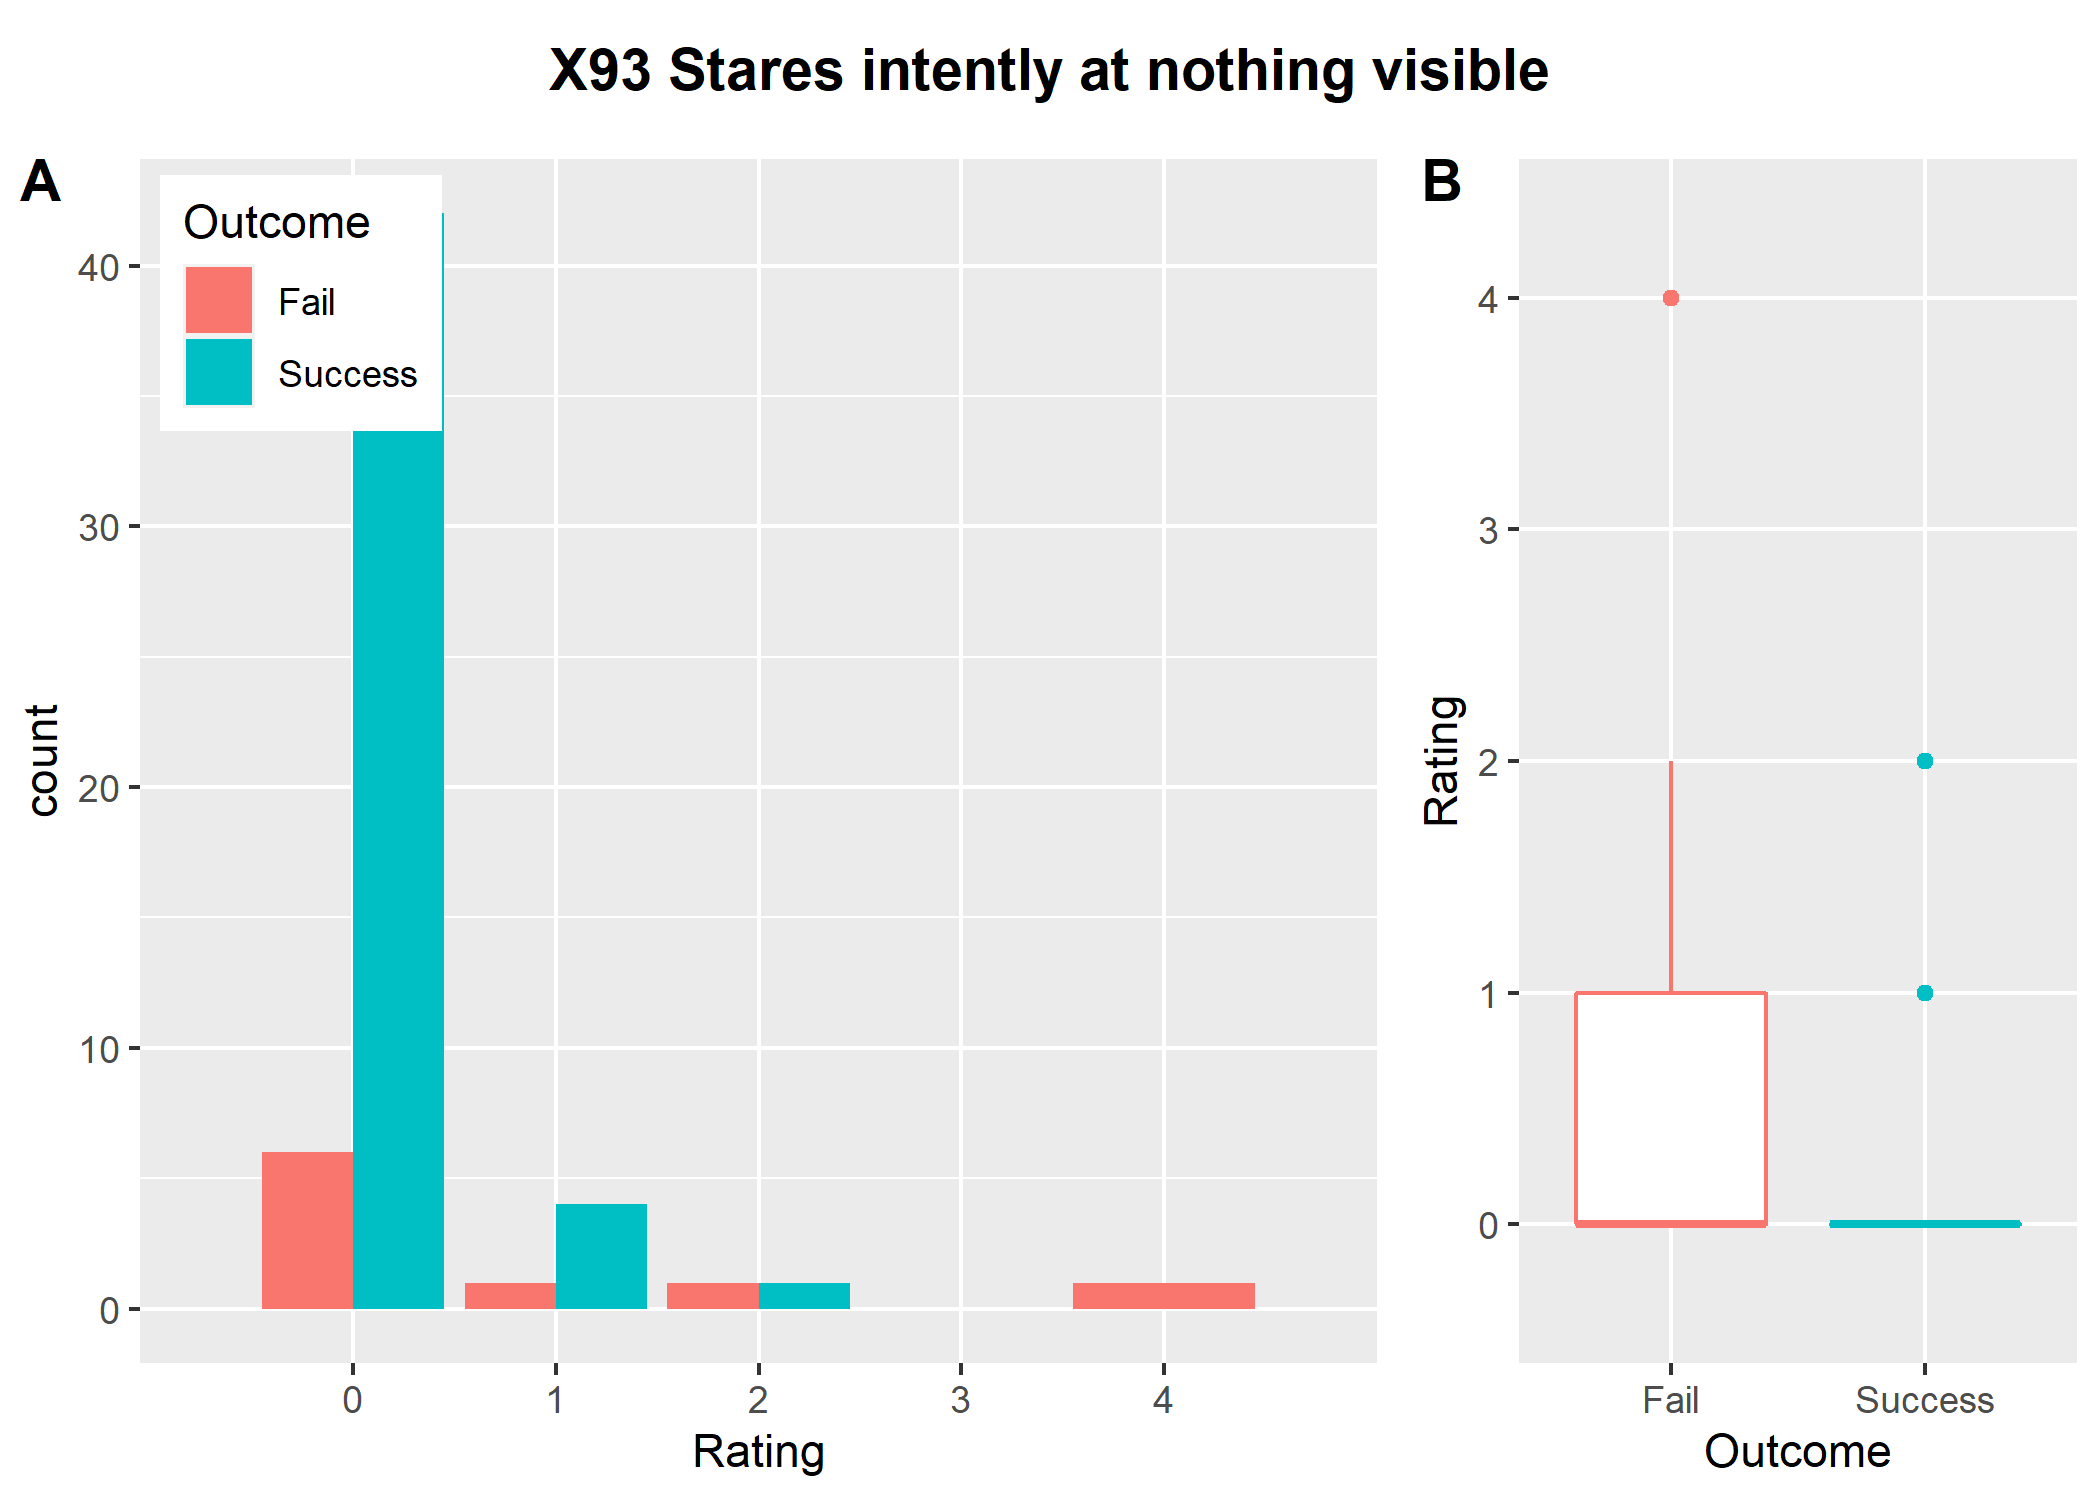 X93 Stares intently at nothing visible
A
Outcome
Fail
Success
count
40
30
20
10
0
0 1 2 3 4
Rating
B
Rating
4
3
2
1
0
Fail Success
Outcome